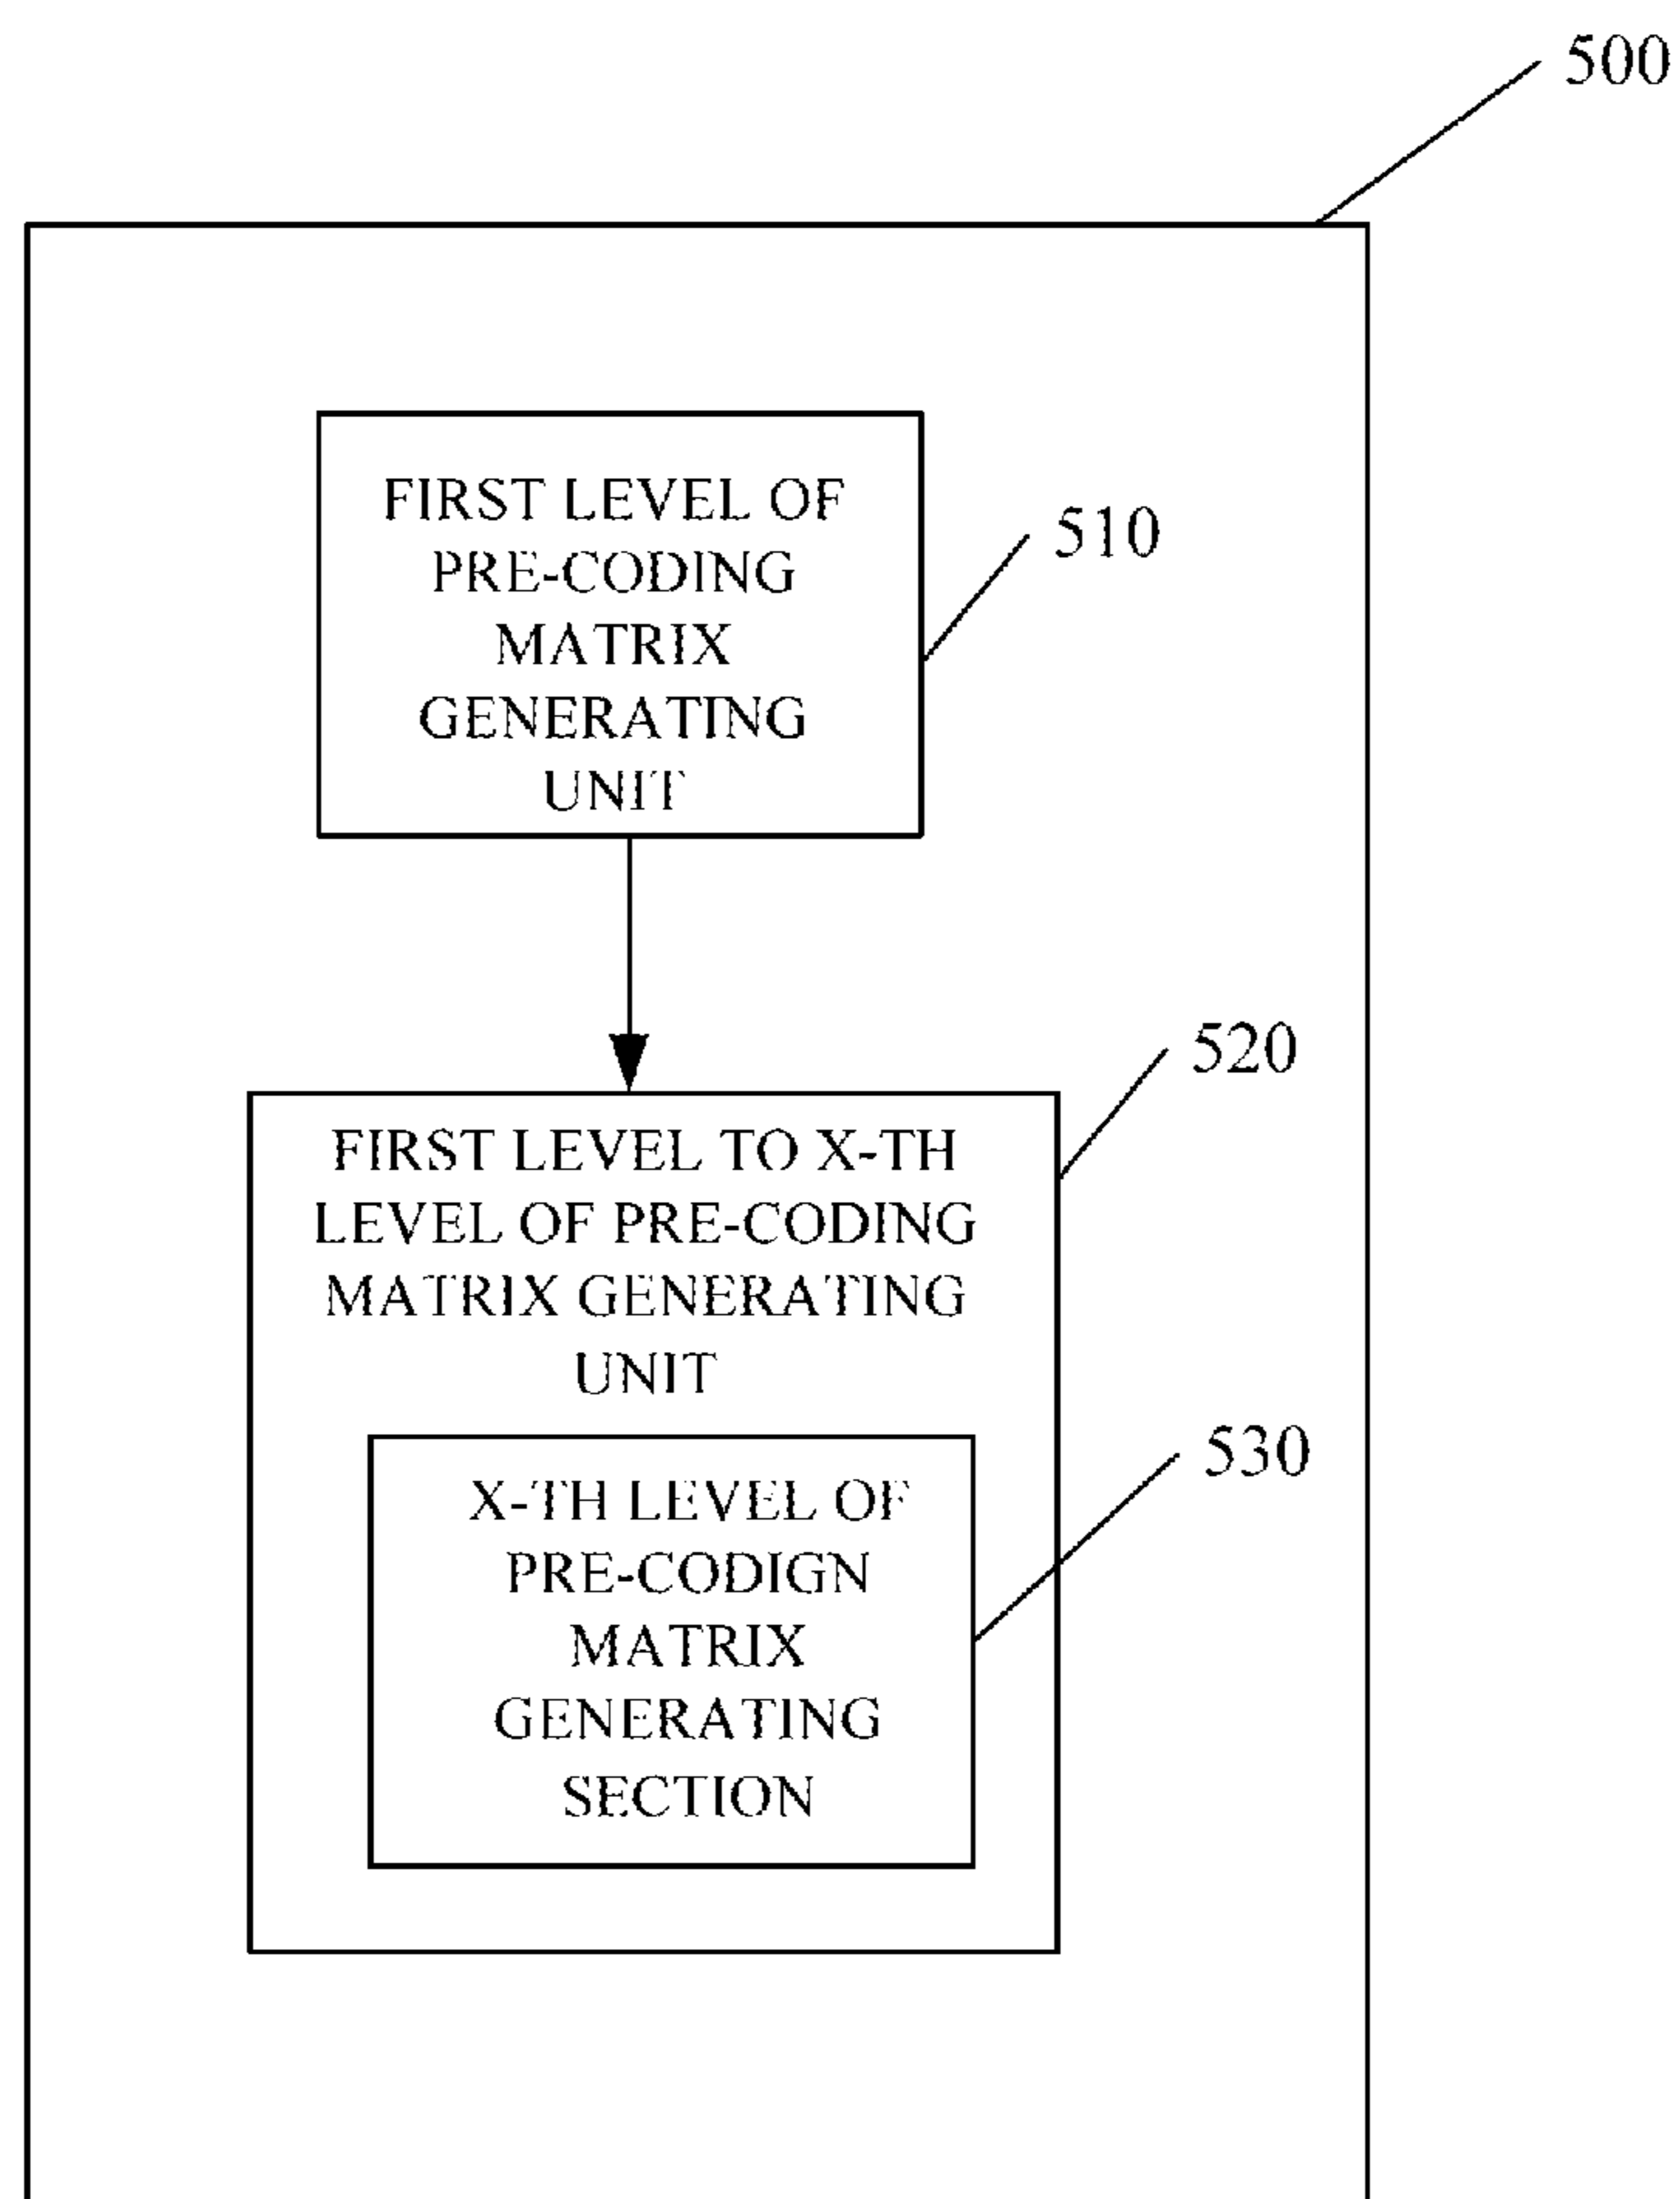 500
FIRST LEVEL OF
PRE-CODING
MATRIX
GENERATING
UNIT
510
520
FIRST LEVEL TO X-TH
LEVEL OF PRE-CODING
MATRIX GENERATING
UNIT
530
X-TH LEVEL OF
PRE-CODIGN
MATRIX
GENERATING
SECTION